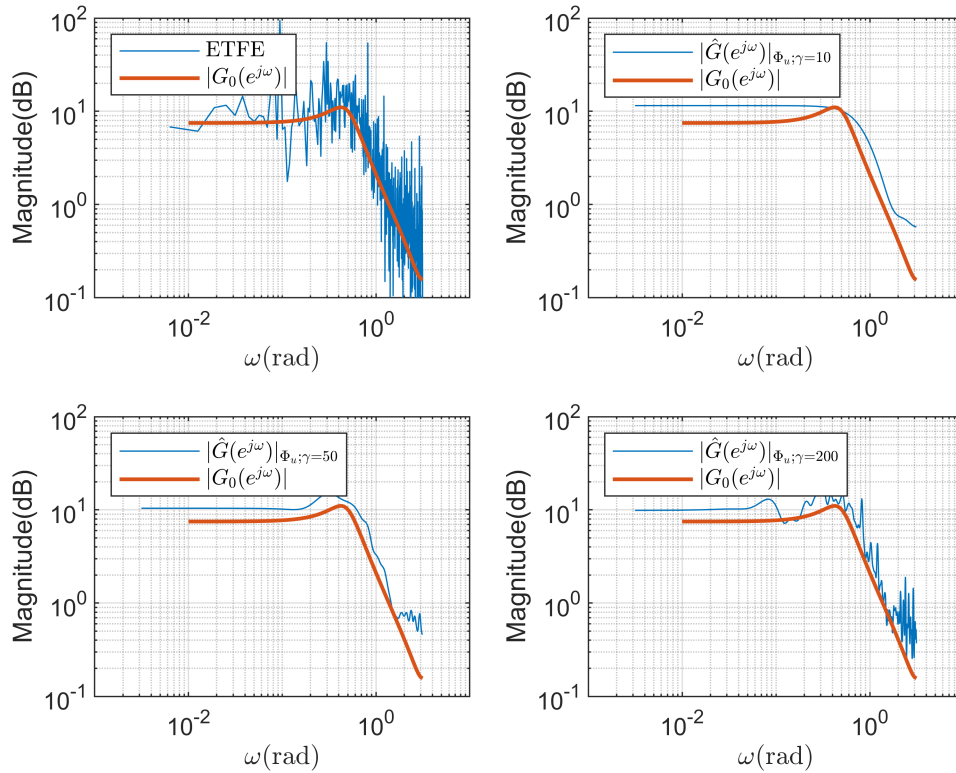 10^2
10^1
10^0
10^-1
Magnitude(dB)
ETFE
|G_0(e^{jω})|
10^-2
10^0
ω(rad)
10^2
10^1
10^0
10^-1
Magnitude(dB)
|Ĝ(e^{jω})|_{Φ_u;γ=10}
|G_0(e^{jω})|
10^-2
10^0
ω(rad)
10^2
10^1
10^0
10^-1
Magnitude(dB)
|Ĝ(e^{jω})|_{Φ_u;γ=50}
|G_0(e^{jω})|
10^-2
10^0
ω(rad)
10^2
10^1
10^0
10^-1
Magnitude(dB)
|Ĝ(e^{jω})|_{Φ_u;γ=200}
|G_0(e^{jω})|
10^-2
10^0
ω(rad)